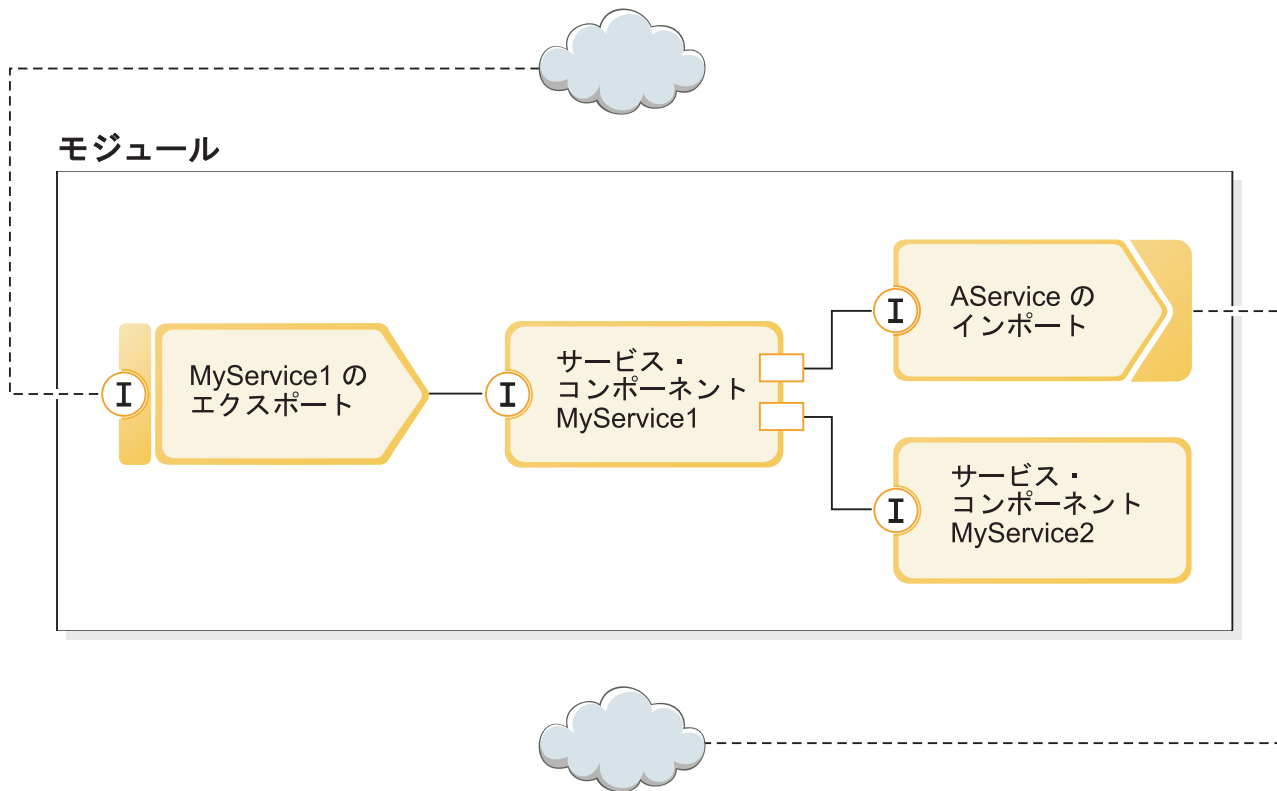 モジュール
I
MyService1 の
エクスポート
I
サービス・
コンポーネント
MyService1
I
AService の
インポート
I
サービス・
コンポーネント
MyService2